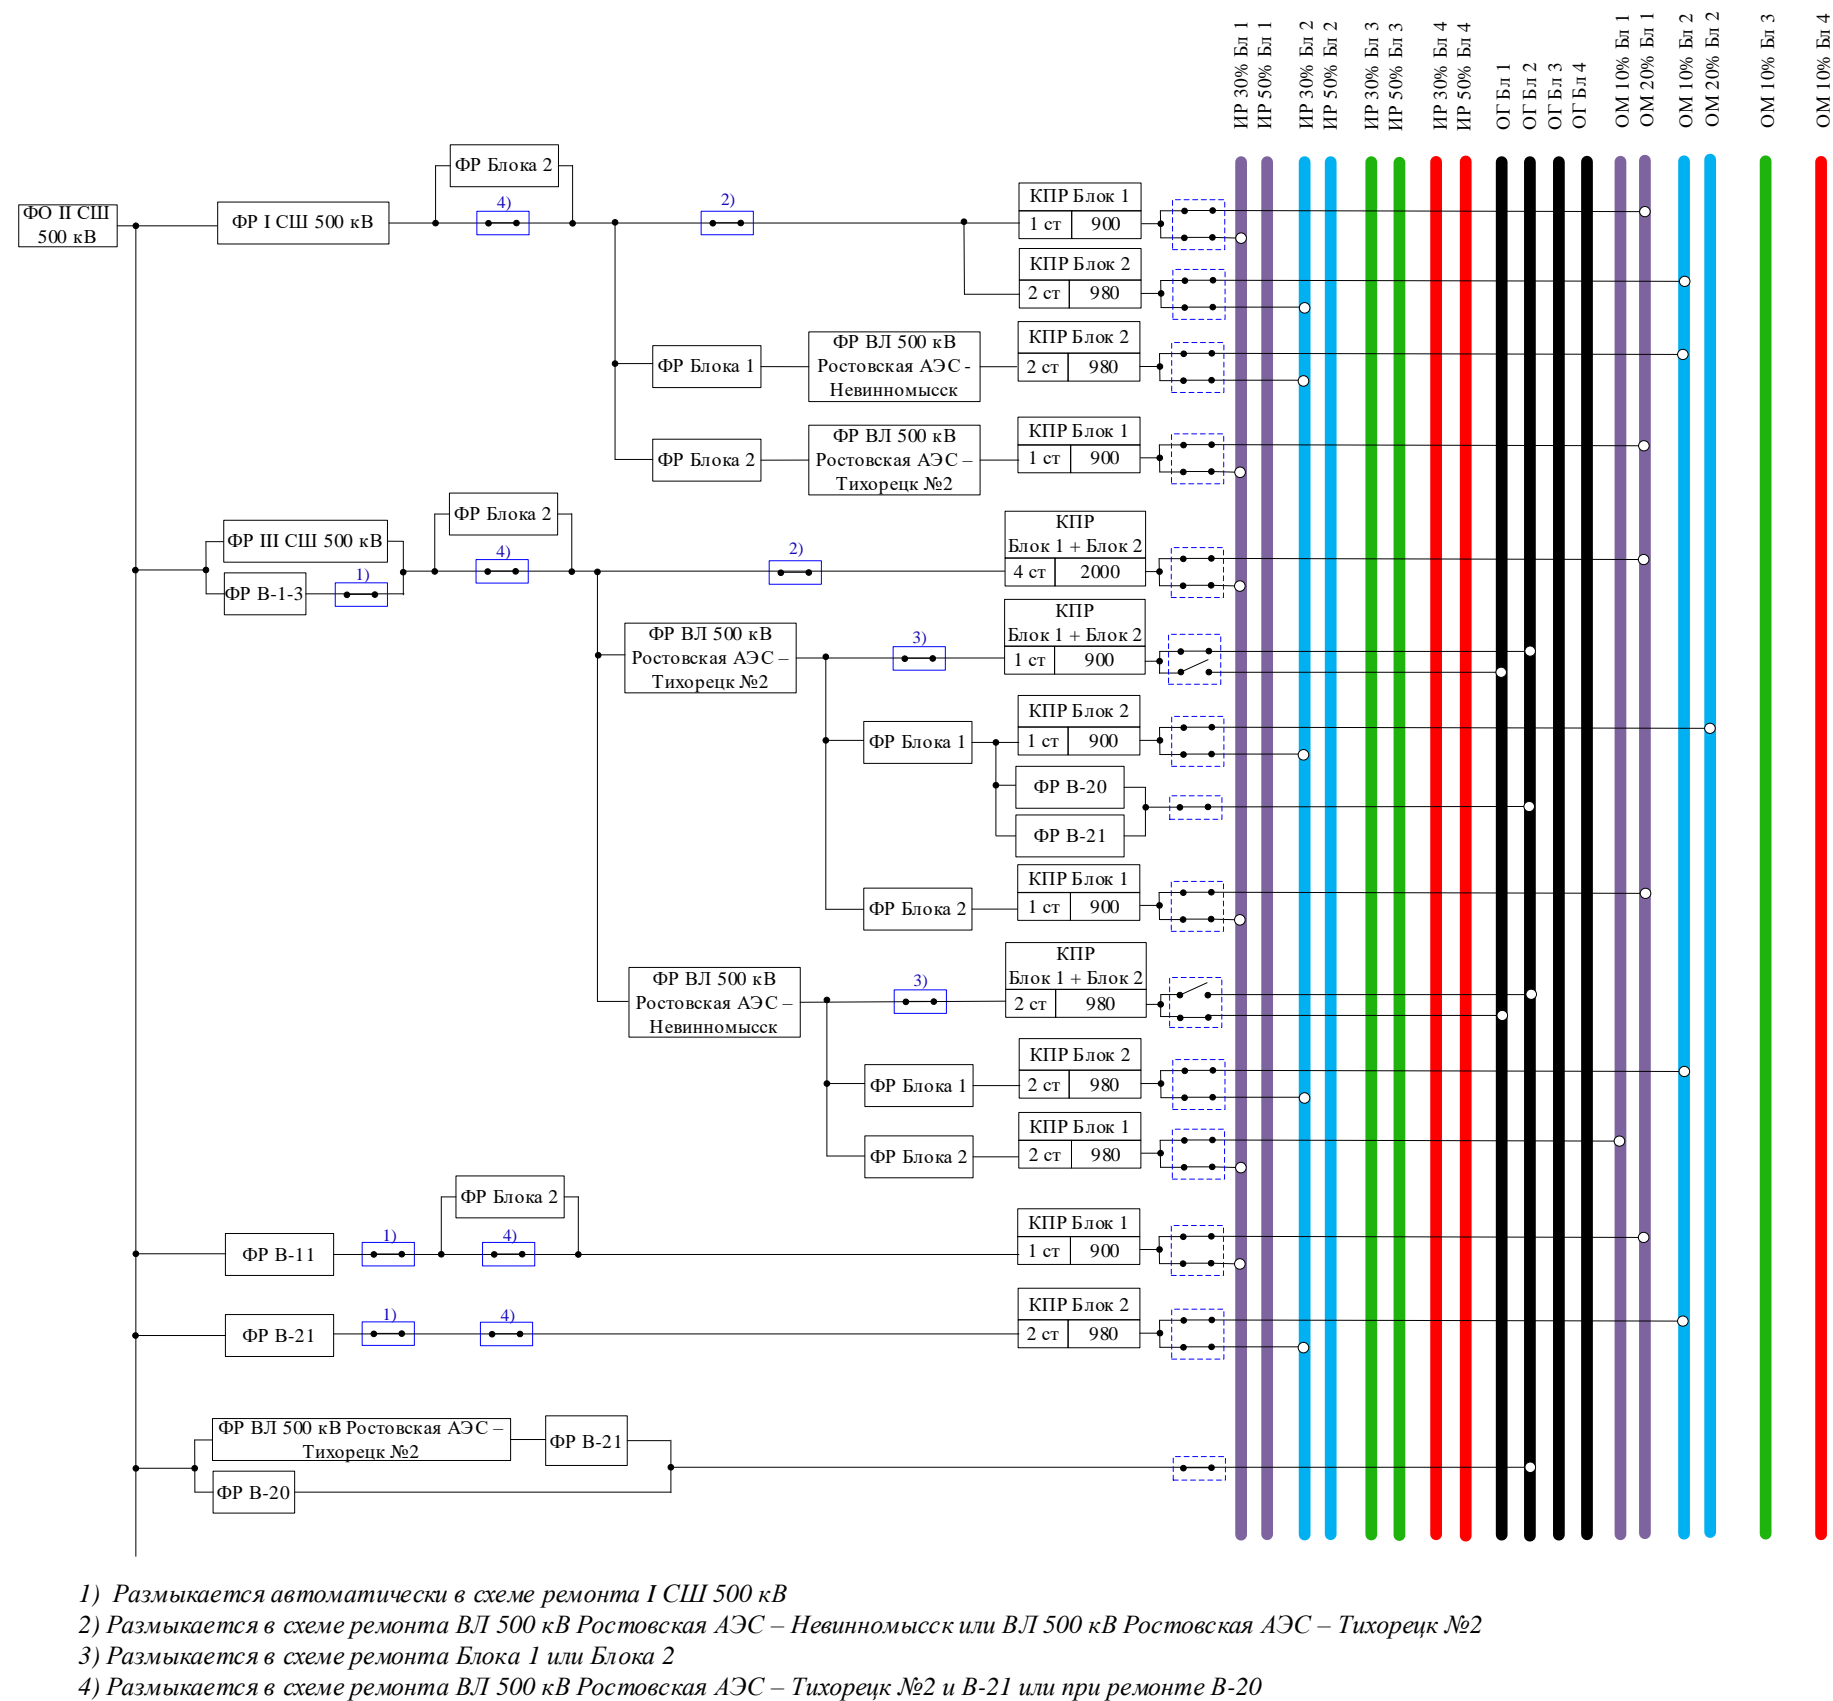 ИР 30% Бл 1
ИР 50% Бл 1
ИР 30% Бл 2
ИР 50% Бл 2
ИР 30% Бл 3
ИР 50% Бл 3
ИР 30% Бл 4
ИР 50% Бл 4
ОГ Бл 1
ОГ Бл 2
ОГ Бл 3
ОГ Бл 4
ОМ 10% Бл 1
ОМ 20% Бл 1
ОМ 10% Бл 2
ОМ 20% Бл 2
ОМ 10% Бл 3
ОМ 10% Бл 4
ФО II СШ
500 кВ
ФР I СШ 500 кВ
ФР Блока 2
4)
2)
КПР Блок 1
1 ст 900
КПР Блок 2
2 ст 980
ФР Блока 1
ФР ВЛ 500 кВ
Ростовская АЭС -
Невинномысск
КПР Блок 2
2 ст 980
ФР Блока 2
ФР ВЛ 500 кВ
Ростовская АЭС –
Тихорецк №2
КПР Блок 1
1 ст 900
ФР III СШ 500 кВ
ФР В-1-3
1)
ФР Блока 2
4)
2)
КПР
Блок 1 + Блок 2
4 ст 2000
ФР ВЛ 500 кВ
Ростовская АЭС –
Тихорецк №2
3)
КПР
Блок 1 + Блок 2
1 ст 900
ФР Блока 1
КПР Блок 2
1 ст 900
ФР В-20
ФР В-21
ФР Блока 2
КПР Блок 1
1 ст 900
ФР ВЛ 500 кВ
Ростовская АЭС –
Невинномысск
3)
КПР
Блок 1 + Блок 2
2 ст 980
ФР Блока 1
КПР Блок 2
2 ст 980
ФР Блока 2
КПР Блок 1
2 ст 980
ФР В-11
1)
ФР Блока 2
4)
КПР Блок 1
1 ст 900
ФР В-21
1)
4)
КПР Блок 2
2 ст 980
ФР ВЛ 500 кВ Ростовская АЭС –
Тихорецк №2
ФР В-21
ФР В-20
1) Размыкается автоматически в схеме ремонта I СШ 500 кВ
2) Размыкается в схеме ремонта ВЛ 500 кВ Ростовская АЭС – Невинномысск или ВЛ 500 кВ Ростовская АЭС – Тихорецк №2
3) Размыкается в схеме ремонта Блока 1 или Блока 2
4) Размыкается в схеме ремонта ВЛ 500 кВ Ростовская АЭС – Тихорецк №2 и В-21 или при ремонте В-20